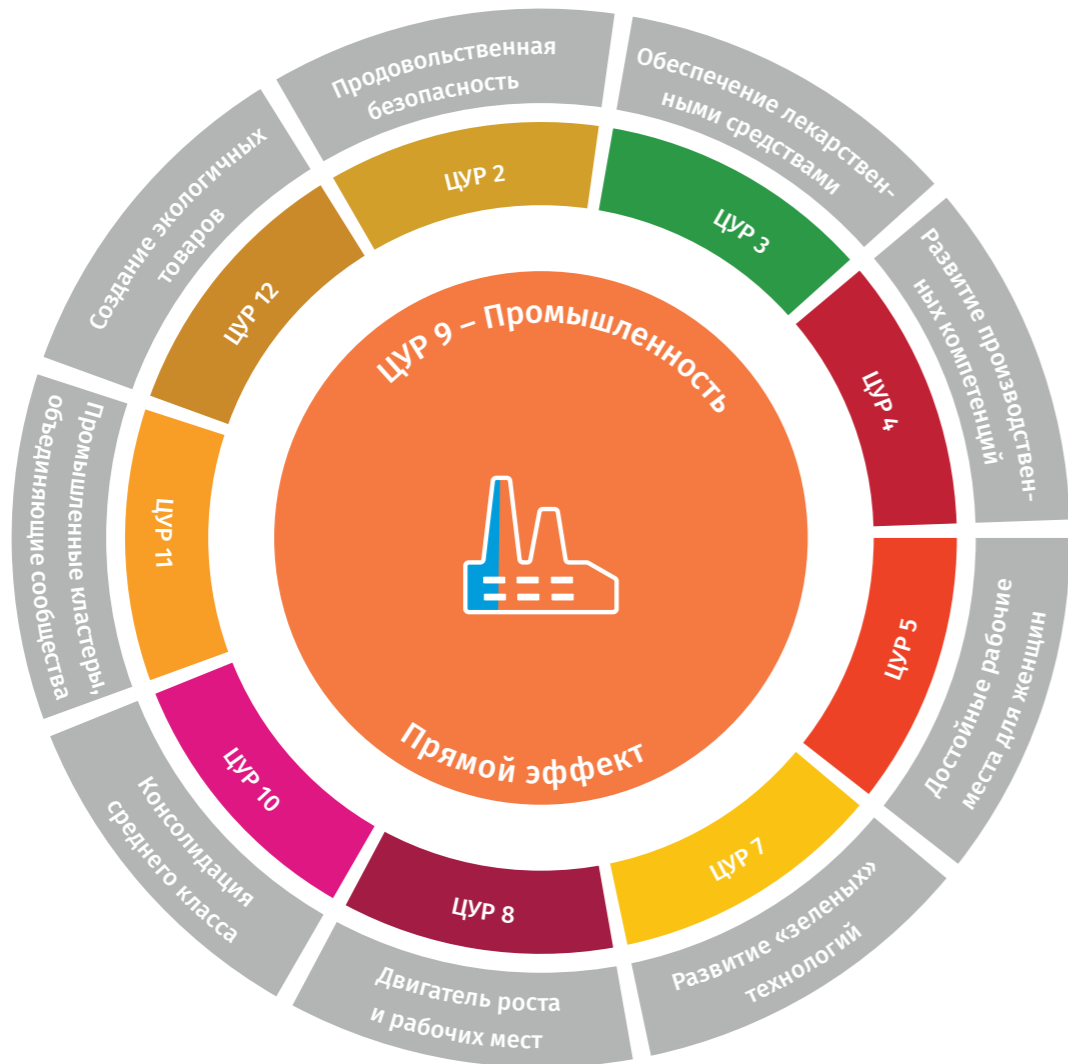 ЦУР 9 – Промышленность
Прямой эффект
Продовольственная
безопасность
ЦУР 2
Обеспечение лекарствен-
ными средствами
ЦУР 3
Развитие производствен-
ных компетенций
ЦУР 4
Достойные рабочие
места для женщин
ЦУР 5
Развитие «зеленых»
технологий
ЦУР 7
Двигатель роста
и рабочих мест
ЦУР 8
Консолидация
среднего класса
ЦУР 10
Промышленные кластеры,
объединяющие сообщества
ЦУР 11
Создание экологичных
товаров
ЦУР 12